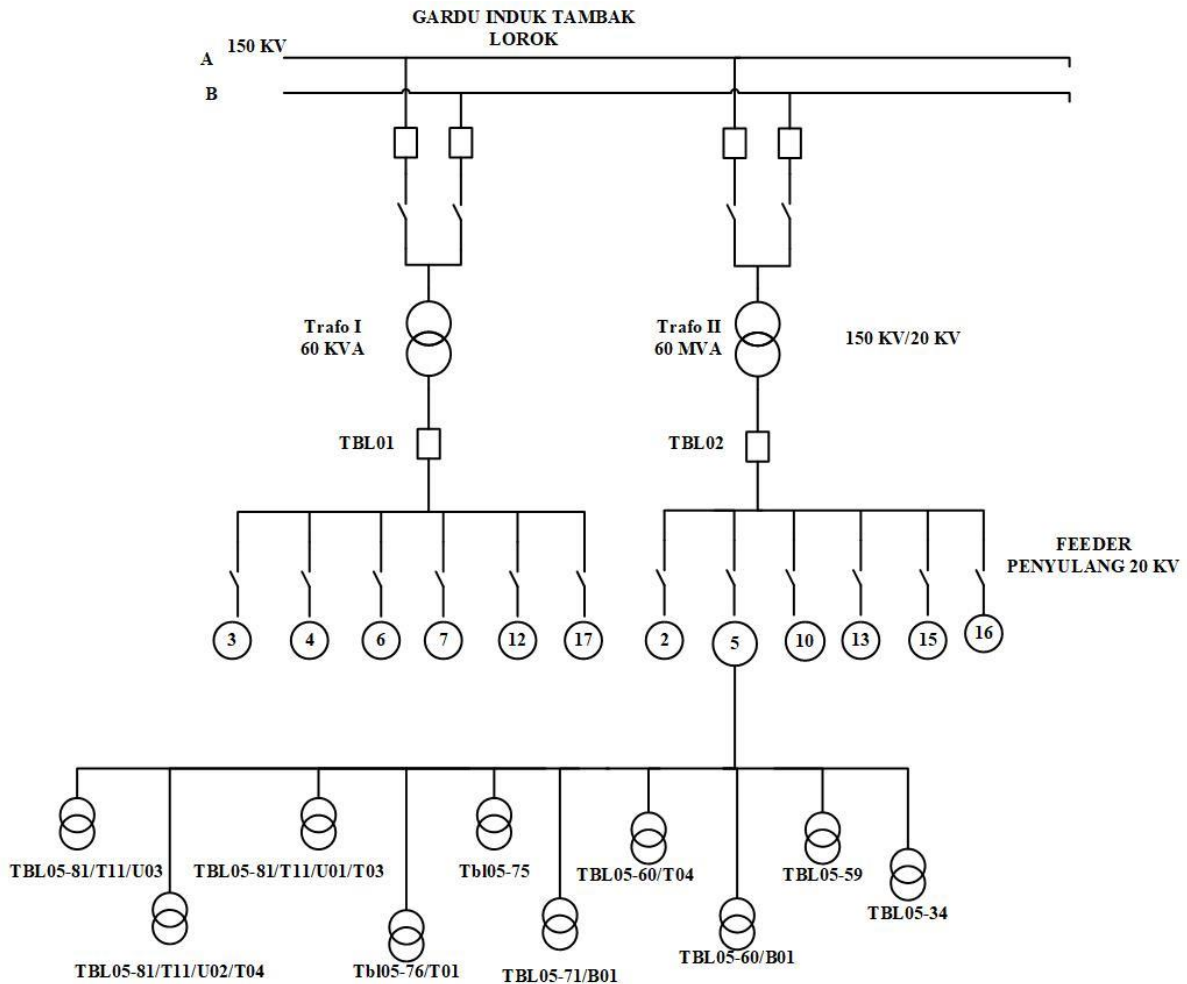 GARDU INDUK TAMBAK
LOROK
150 KV
A
B
Trafo I
60 KVA
Trafo II
60 MVA
150 KV/20 KV
TBL01
TBL02
FEEDER
PENYULANG 20 KV
3
4
6
7
12
17
2
5
10
13
15
16
TBL05-81/T11/U03
TBL05-81/T11/U01/T03
Tbl05-75
TBL05-60/T04
TBL05-59
TBL05-34
TBL05-81/T11/U02/T04
Tbl05-76/T01
TBL05-71/B01
TBL05-60/B01